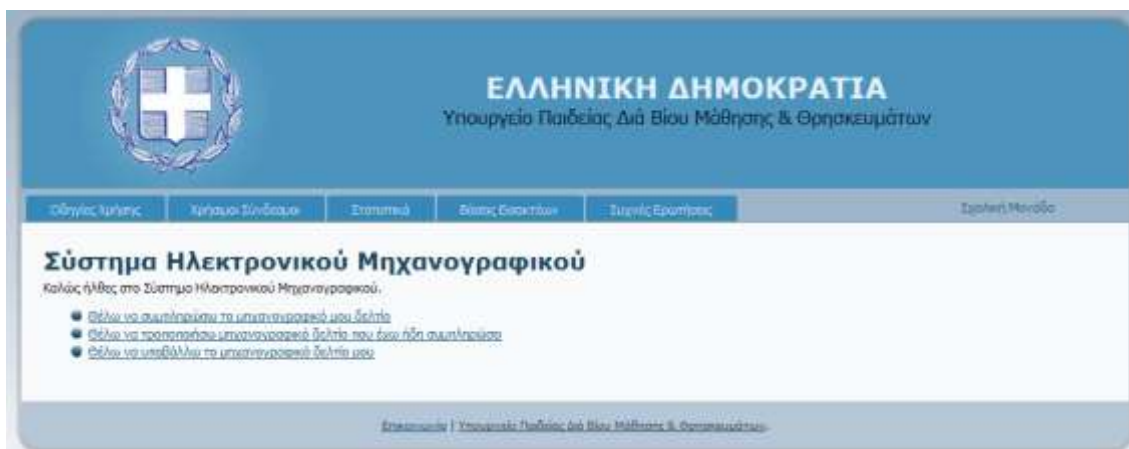 ΕΛΛΗΝΙΚΗ ΔΗΜΟΚΡΑΤΙΑ
Υπουργείο Παιδείας Διά Βίου Μάθησης & Θρησκευμάτων
Οδηγίες Χρήσης Χρήσιμοι Σύνδεσμοι Στατιστικά Βάσεις Εισακτέων Συχνές Ερωτήσεις Σχολική Μονάδα
Σύστημα Ηλεκτρονικού Μηχανογραφικού
Καλώς ήλθες στο Σύστημα Ηλεκτρονικού Μηχανογραφικού.
Θέλω να συμπληρώσω το μηχανογραφικό μου δελτίο
Θέλω να τροποποιήσω μηχανογραφικό δελτίο που έχω ήδη συμπληρώσει
Θέλω να υποβάλλω το μηχανογραφικό δελτίο μου
Επικοινωνία | Υπουργείο Παιδείας Διά Βίου Μάθησης & Θρησκευμάτων.